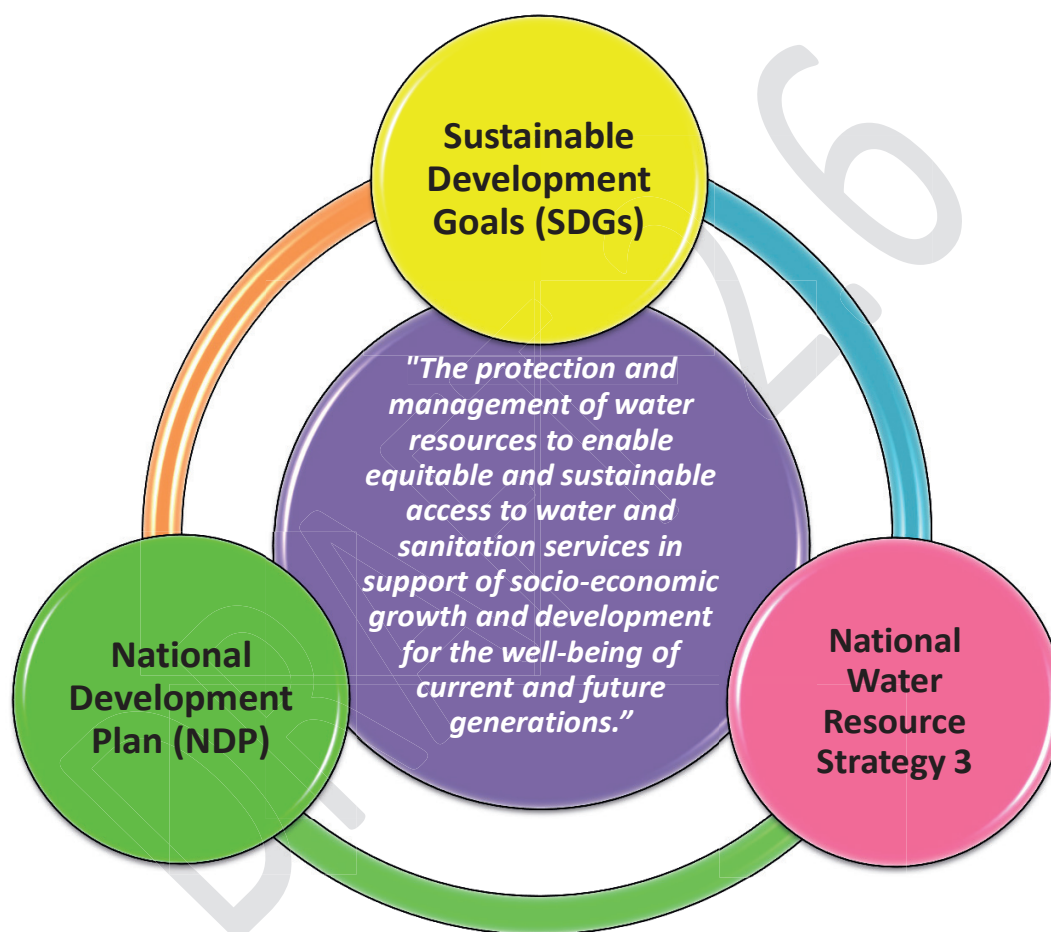 Sustainable
Development
Goals (SDGs)
"The protection and
management of water
resources to enable
equitable and sustainable
access to water and
sanitation services in
support of socio-economic
growth and development
for the well-being of
current and future
generations.”
National
Development
Plan (NDP)
National
Water
Resource
Strategy 3